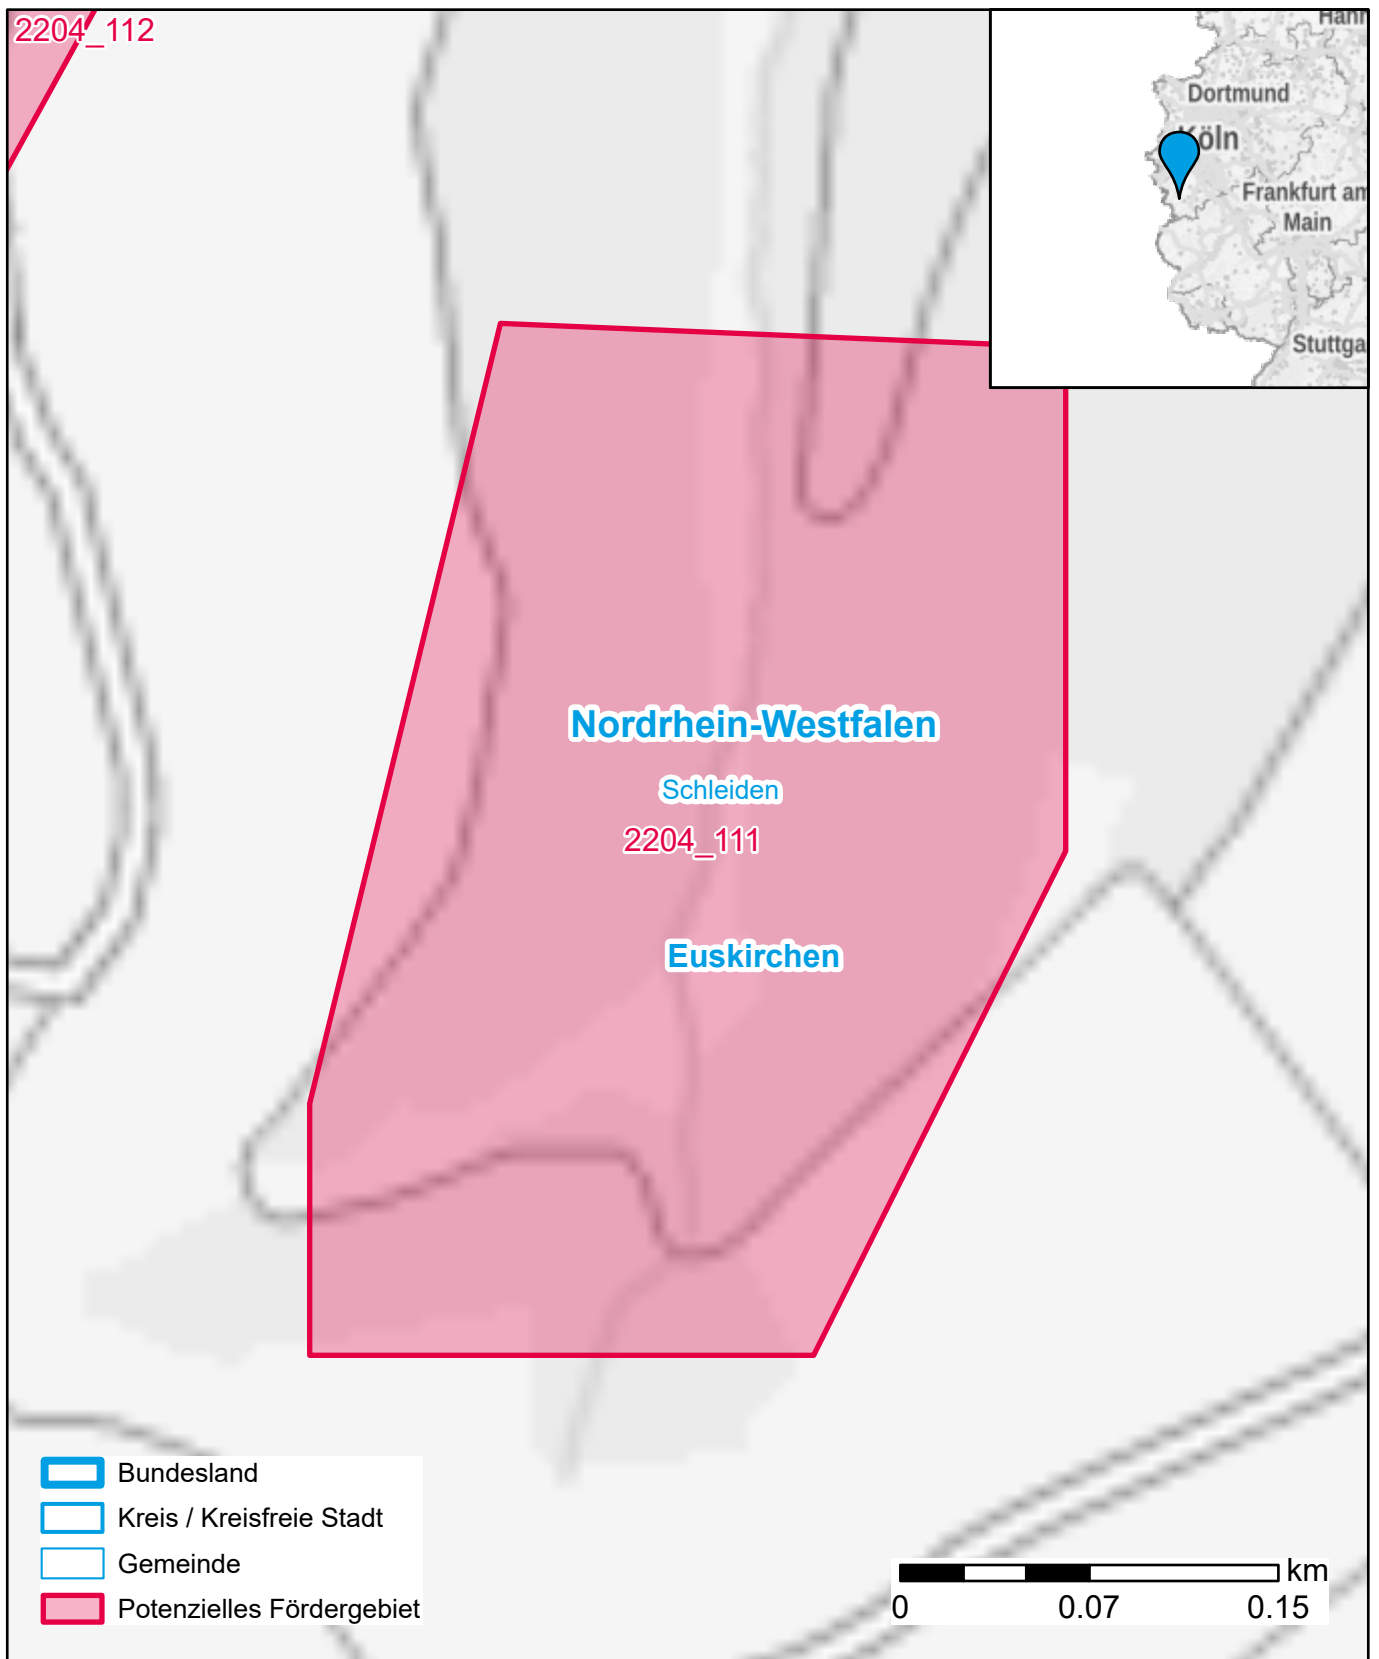 2204_112
Dortmund
Köln
Frankfurt am
Main
Stuttga
Nordrhein-Westfalen
Schleiden
2204_111
Euskirchen
Bundesland
Kreis / Kreisfreie Stadt
Gemeinde
Potenzielles Fördergebiet
km
0 0.07 0.15